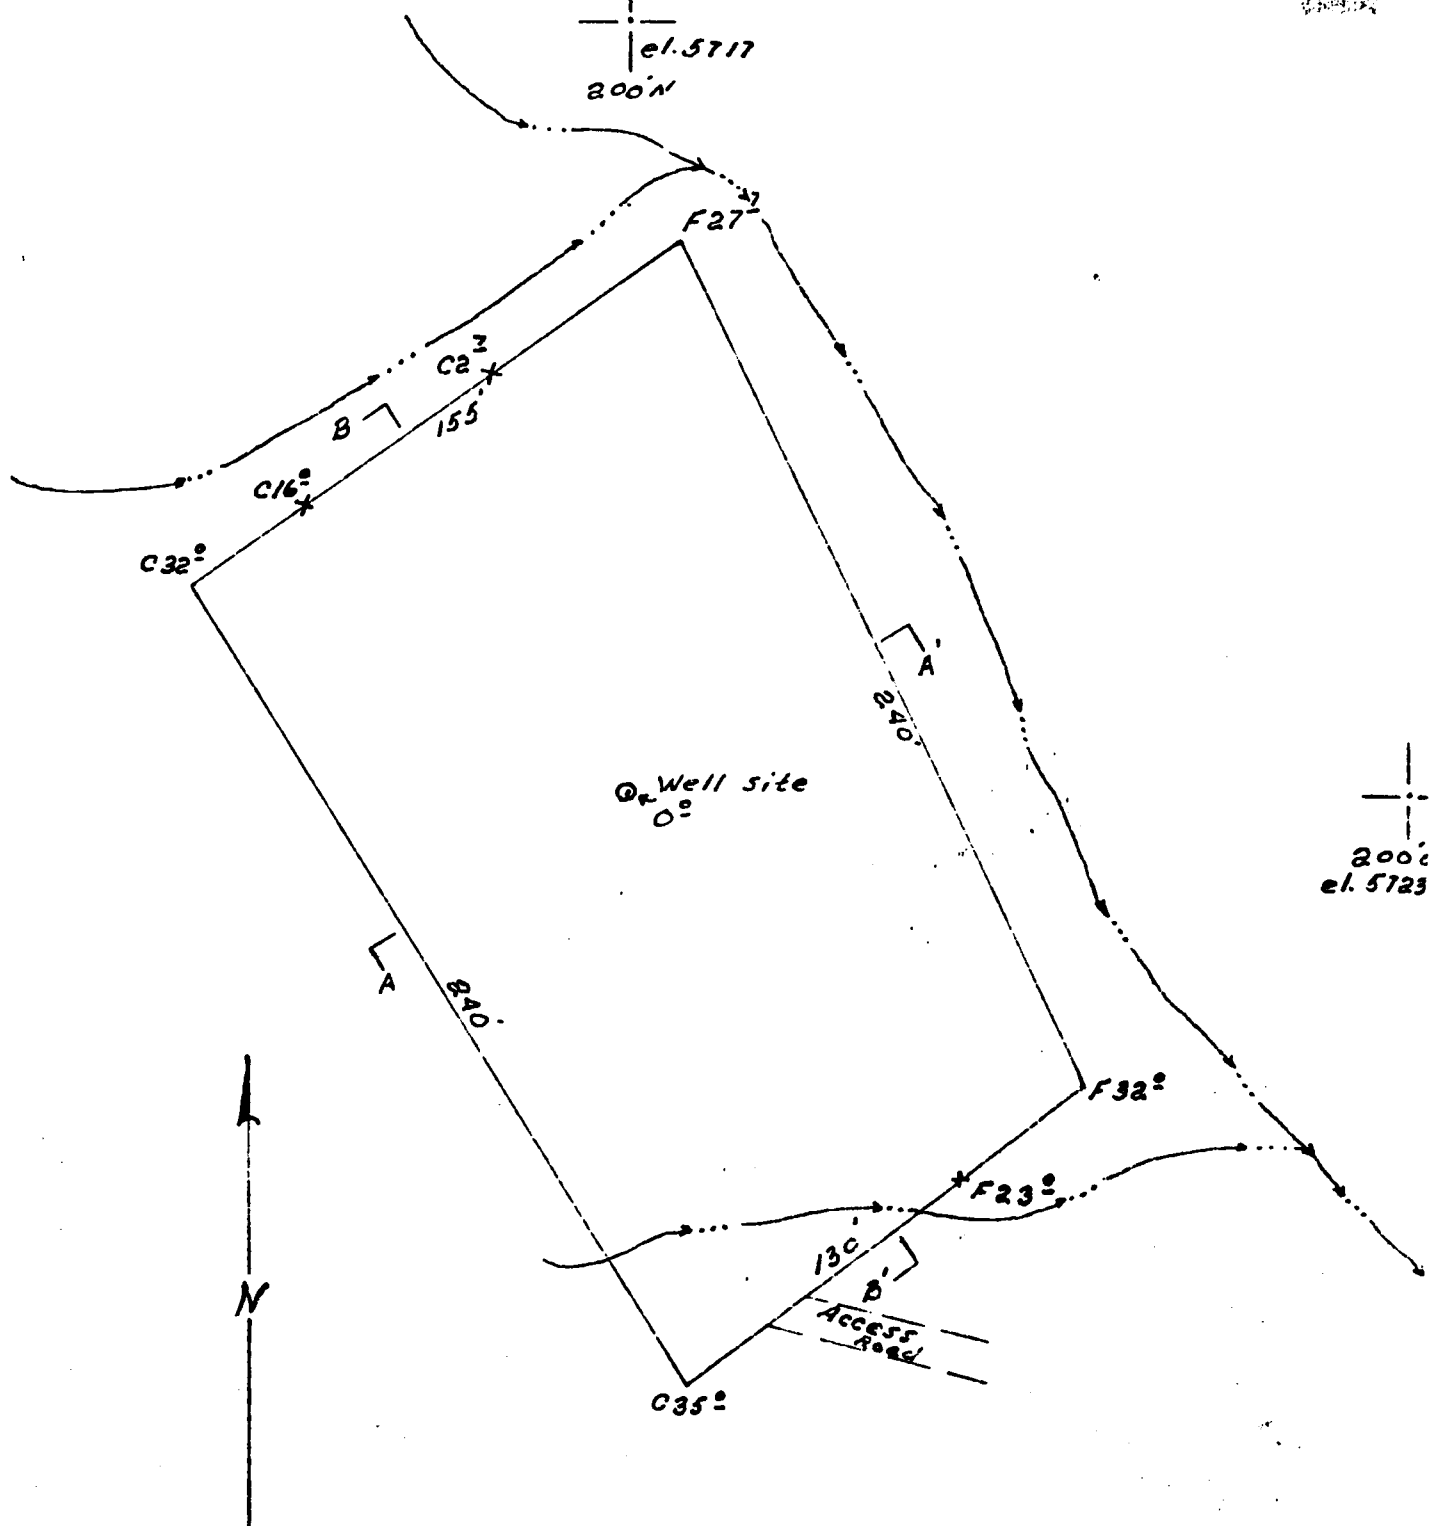 el. 5717
200'N
F27-
C2 3
155'
B
C16 º
C32 º
A'
240'
Well site
0 º
el. 5723
A
240'
F32 º
F23 º
130'
B'
Access
Road
N
C35 º